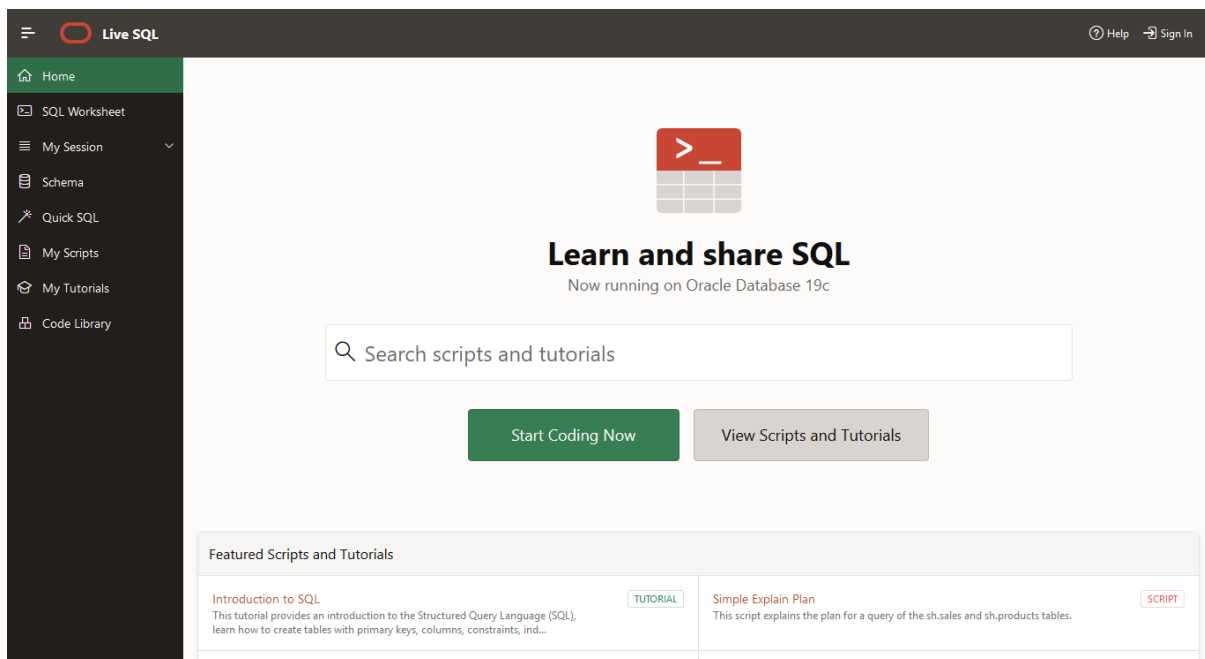 Live SQL
Help
Sign In
Home
SQL Worksheet
My Session
Schema
Quick SQL
My Scripts
My Tutorials
Code Library
>_
Learn and share SQL
Now running on Oracle Database 19c
Search scripts and tutorials
Start Coding Now
View Scripts and Tutorials
Featured Scripts and Tutorials
Introduction to SQL
TUTORIAL
This tutorial provides an introduction to the Structured Query Language (SQL),
learn how to create tables with primary keys, columns, constraints, ind...
Simple Explain Plan
SCRIPT
This script explains the plan for a query of the sh.sales and sh.products tables.